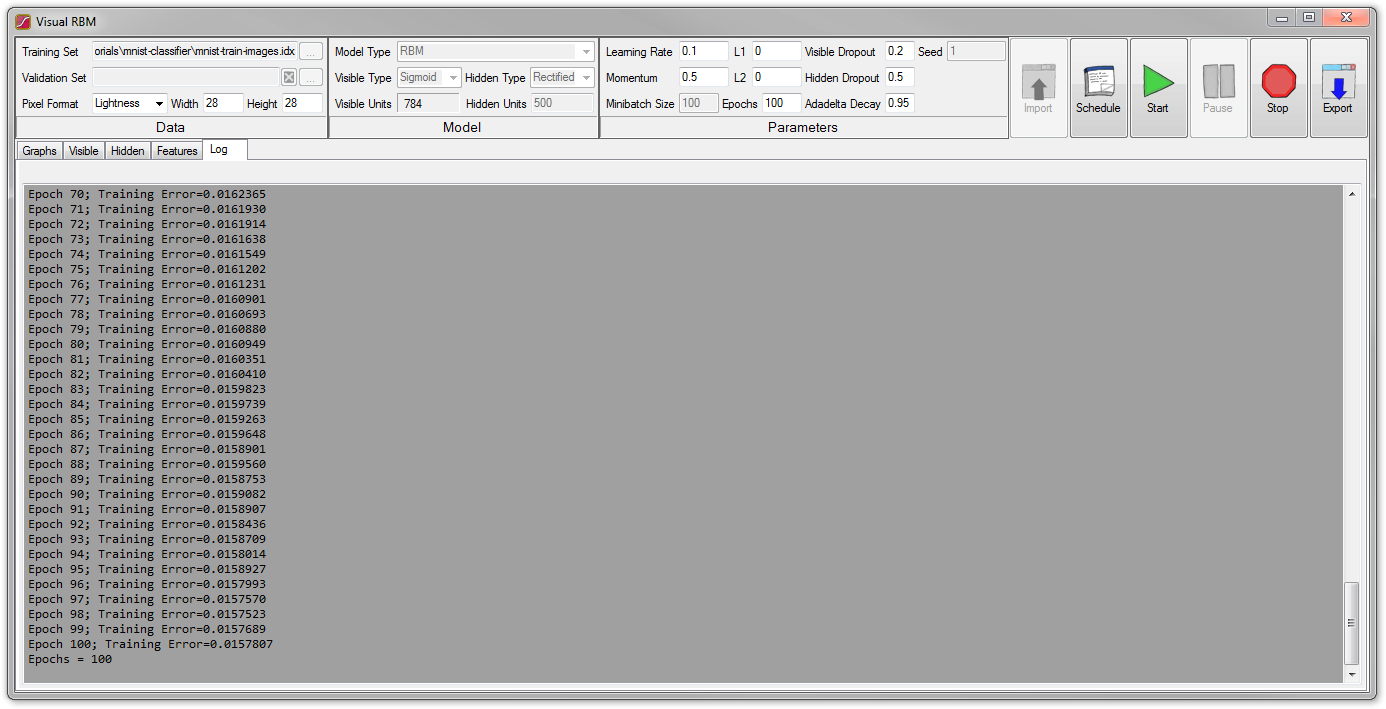 Visual RBM
Training Set orials\mnist-classifier\mnist-train-images.idx ... Model Type RBM Learning Rate 0.1 L1 0 Visible Dropout 0.2 Seed 1
Validation Set ... Visible Type Sigmoid Hidden Type Rectified Momentum 0.5 L2 0 Hidden Dropout 0.5
Pixel Format Lightness Width 28 Height 28 Visible Units 784 Hidden Units 500 Minibatch Size 100 Epochs 100 Adadelta Decay 0.95
Import Schedule Start Pause Stop Export
Data Model Parameters
Graphs Visible Hidden Features Log
Epoch 70; Training Error=0.0162365
Epoch 71; Training Error=0.0161930
Epoch 72; Training Error=0.0161914
Epoch 73; Training Error=0.0161638
Epoch 74; Training Error=0.0161549
Epoch 75; Training Error=0.0161202
Epoch 76; Training Error=0.0161231
Epoch 77; Training Error=0.0160901
Epoch 78; Training Error=0.0160693
Epoch 79; Training Error=0.0160880
Epoch 80; Training Error=0.0160949
Epoch 81; Training Error=0.0160351
Epoch 82; Training Error=0.0160410
Epoch 83; Training Error=0.0159823
Epoch 84; Training Error=0.0159739
Epoch 85; Training Error=0.0159263
Epoch 86; Training Error=0.0159648
Epoch 87; Training Error=0.0158901
Epoch 88; Training Error=0.0159560
Epoch 89; Training Error=0.0158753
Epoch 90; Training Error=0.0159082
Epoch 91; Training Error=0.0158907
Epoch 92; Training Error=0.0158436
Epoch 93; Training Error=0.0158709
Epoch 94; Training Error=0.0158014
Epoch 95; Training Error=0.0158927
Epoch 96; Training Error=0.0157993
Epoch 97; Training Error=0.0157570
Epoch 98; Training Error=0.0157523
Epoch 99; Training Error=0.0157689
Epoch 100; Training Error=0.0157807
Epochs = 100